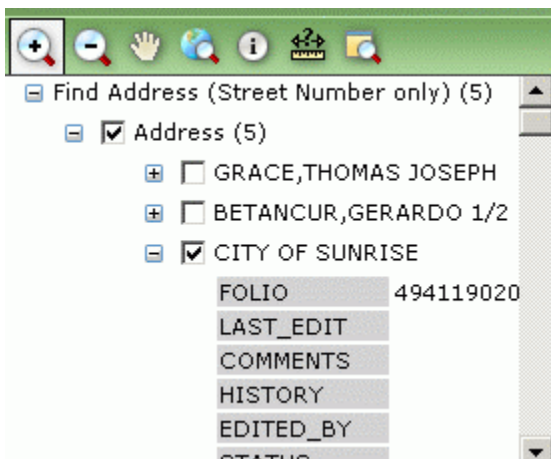 Find Address (Street Number only) (5)
Address (5)
GRACE,THOMAS JOSEPH
BETANCUR,GERARDO 1/2
CITY OF SUNRISE
FOLIO 494119020
LAST_EDIT
COMMENTS
HISTORY
EDITED_BY